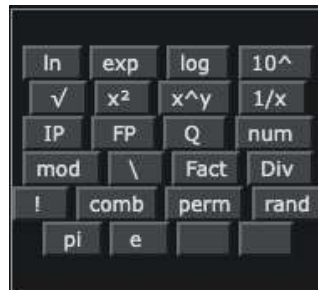 ln exp log 10^
√ x² x^y 1/x
IP FP Q num
mod \ Fact Div
! comb perm rand
pi e